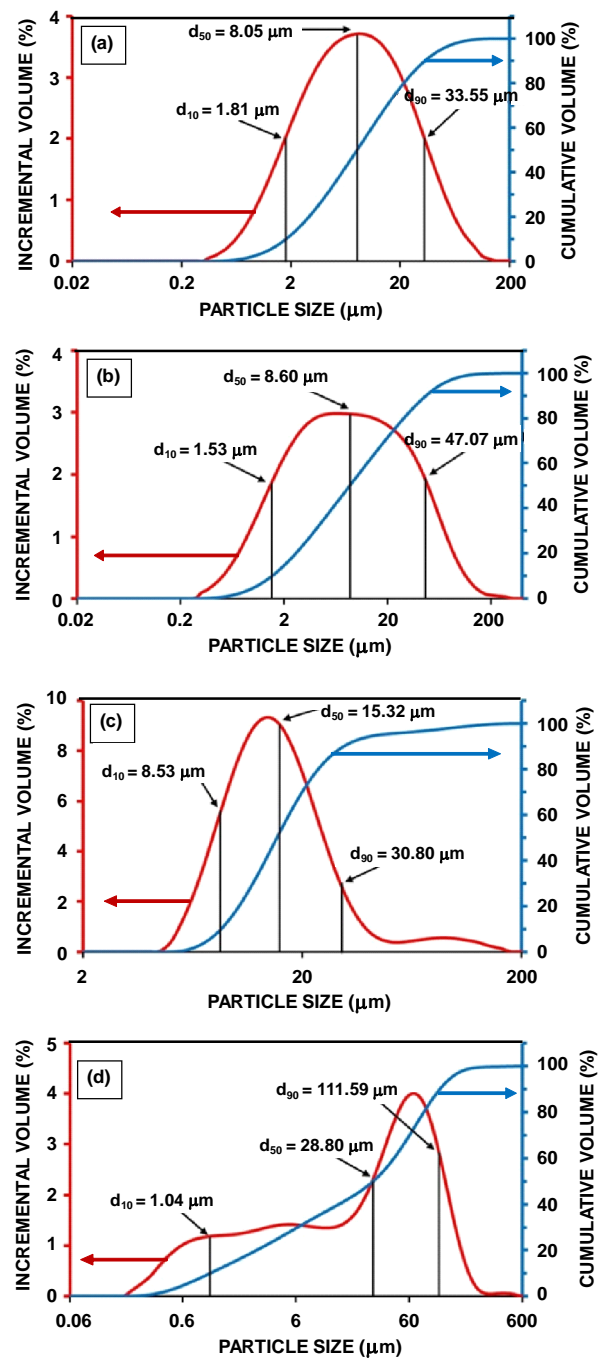 (a)
d50 = 8.05 µm
d10 = 1.81 µm
d90 = 33.55 µm
INCREMENTAL VOLUME (%)
4
3
2
1
0
CUMULATIVE VOLUME (%)
100
80
60
40
20
0
0.02 0.2 2 20 200
PARTICLE SIZE (µm)
(b)
d50 = 8.60 µm
d10 = 1.53 µm
d90 = 47.07 µm
INCREMENTAL VOLUME (%)
4
3
2
1
0
CUMULATIVE VOLUME (%)
100
80
60
40
20
0
0.02 0.2 2 20 200
PARTICLE SIZE (µm)
(c)
d50 = 15.32 µm
d10 = 8.53 µm
d90 = 30.80 µm
INCREMENTAL VOLUME (%)
10
8
6
4
2
0
CUMULATIVE VOLUME (%)
100
80
60
40
20
0
2 20 200
PARTICLE SIZE (µm)
(d)
d90 = 111.59 µm
d50 = 28.80 µm
d10 = 1.04 µm
INCREMENTAL VOLUME (%)
5
4
3
2
1
0
CUMULATIVE VOLUME (%)
100
80
60
40
20
0
0.06 0.6 6 60 600
PARTICLE SIZE (µm)